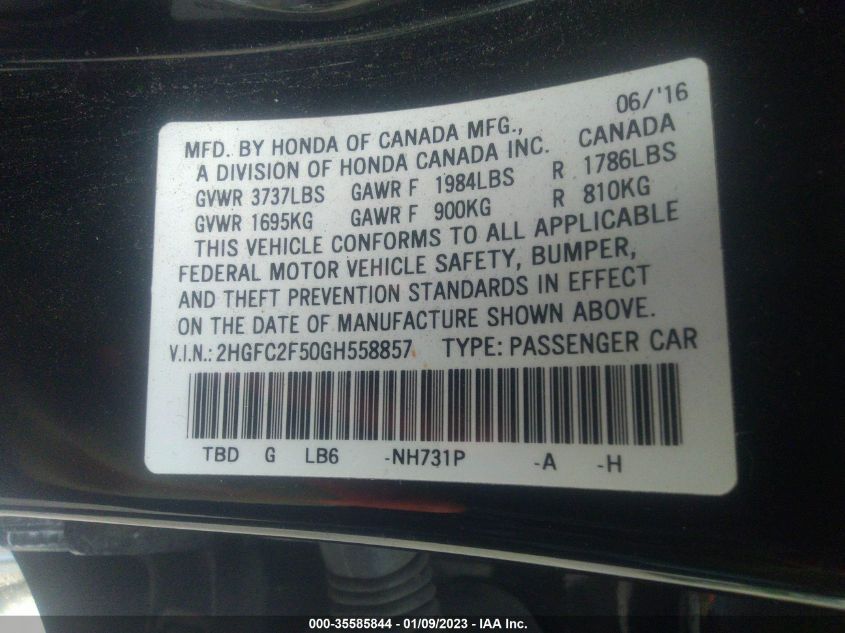 06/'16
MFD. BY HONDA OF CANADA MFG.,
A DIVISION OF HONDA CANADA INC. CANADA
GVWR 3737LBS GAWR F 1984LBS R 1786LBS
GVWR 1695KG GAWR F 900KG R 810KG
THIS VEHICLE CONFORMS TO ALL APPLICABLE
FEDERAL MOTOR VEHICLE SAFETY, BUMPER,
AND THEFT PREVENTION STANDARDS IN EFFECT
ON THE DATE OF MANUFACTURE SHOWN ABOVE.
V.I.N.: 2HGFC2F50GH558857 TYPE: PASSENGER CAR
TBD G LB6 -NH731P -A -H
000-35585844 - 01/09/2023 - IAA Inc.